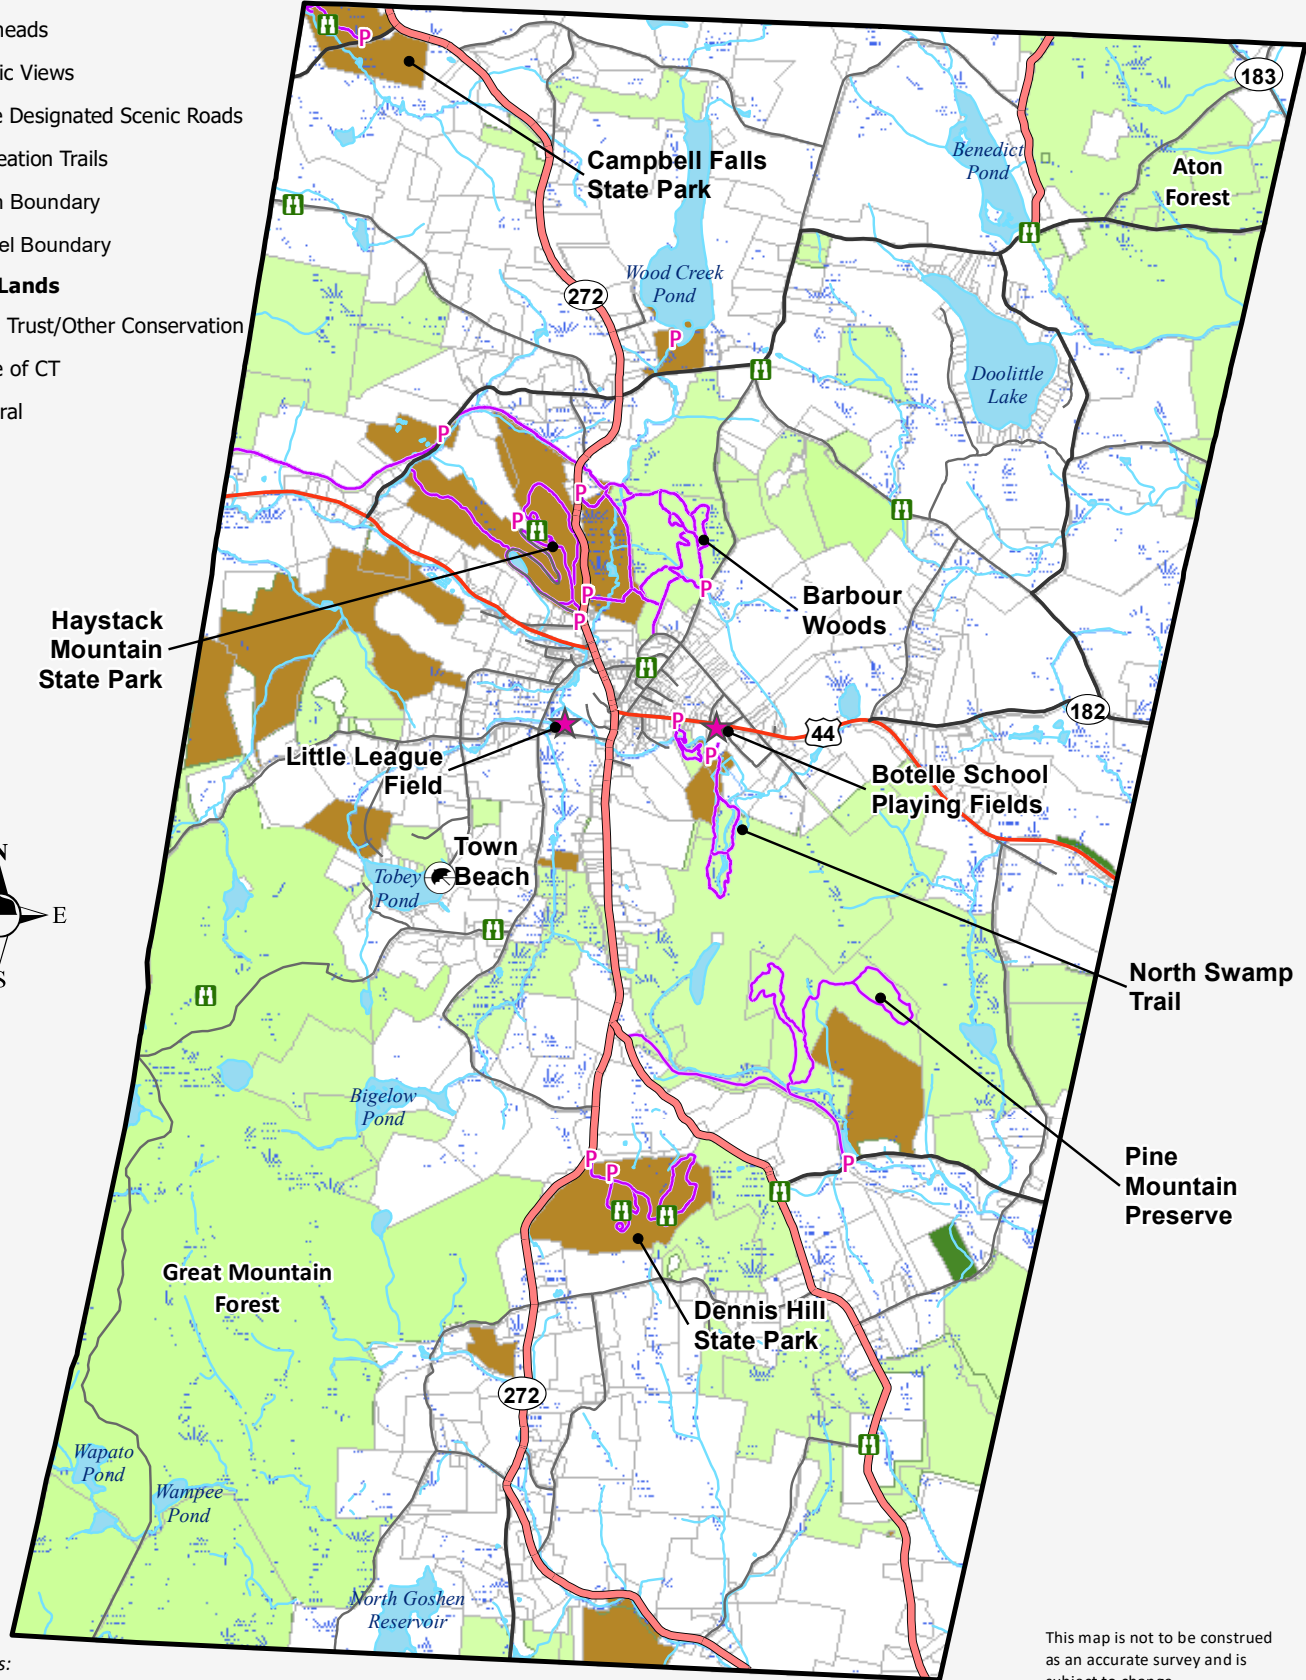 heads
ic Views
e Designated Scenic Roads
eation Trails
n Boundary
el Boundary
Lands
Trust/Other Conservation
e of CT
ral
P
183
Benedict
Pond
Aton
Forest
Campbell Falls
State Park
Wood Creek
Pond
272
P
Doolittle
Lake
P
P
P
P
P
P
Barbour
Woods
Haystack
Mountain
State Park
182
P
44
P
Little League
Field
Botelle School
Playing Fields
Town
Beach
Tobey
Pond
N
E
S
North Swamp
Trail
Bigelow
Pond
P
P
P
Pine
Mountain
Preserve
Great Mountain
Forest
Dennis Hill
State Park
272
Wapato
Pond
Wampee
Pond
North Goshen
Reservoir
This map is not to be construed
as an accurate survey and is
subject to change
s: